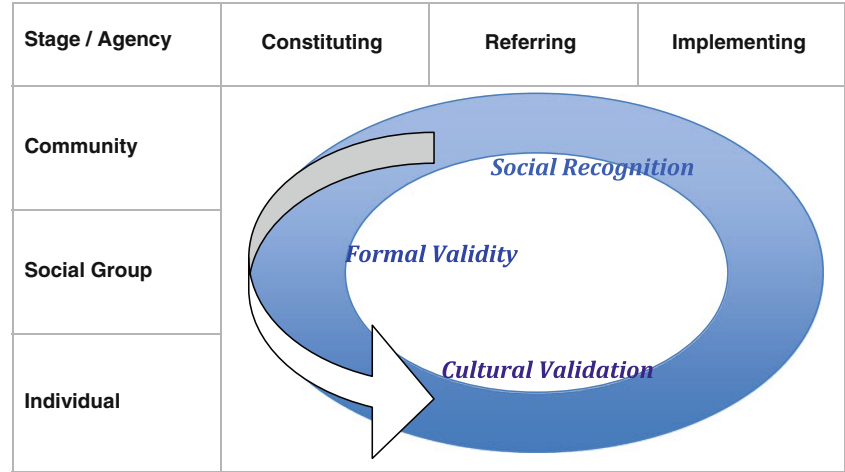 Stage / Agency
Constituting
Referring
Implementing
Community
Social Recognition
Formal Validity
Social Group
Cultural Validation
Individual